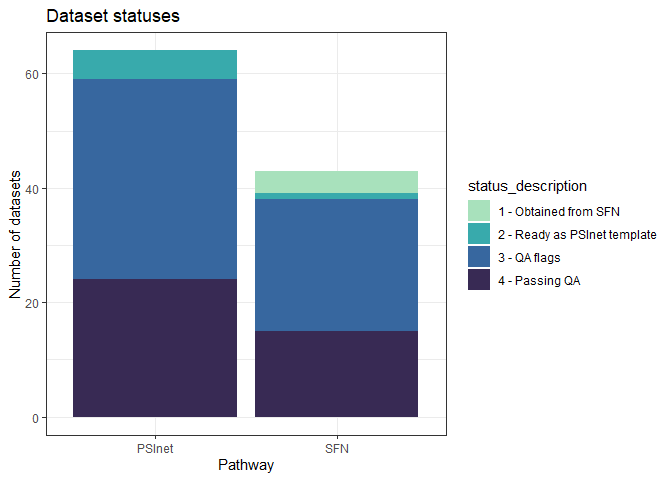 Dataset statuses
Number of datasets
60
40
20
0
PSInet
SFN
Pathway
status_description
1 - Obtained from SFN
2 - Ready as PSInet template
3 - QA flags
4 - Passing QA